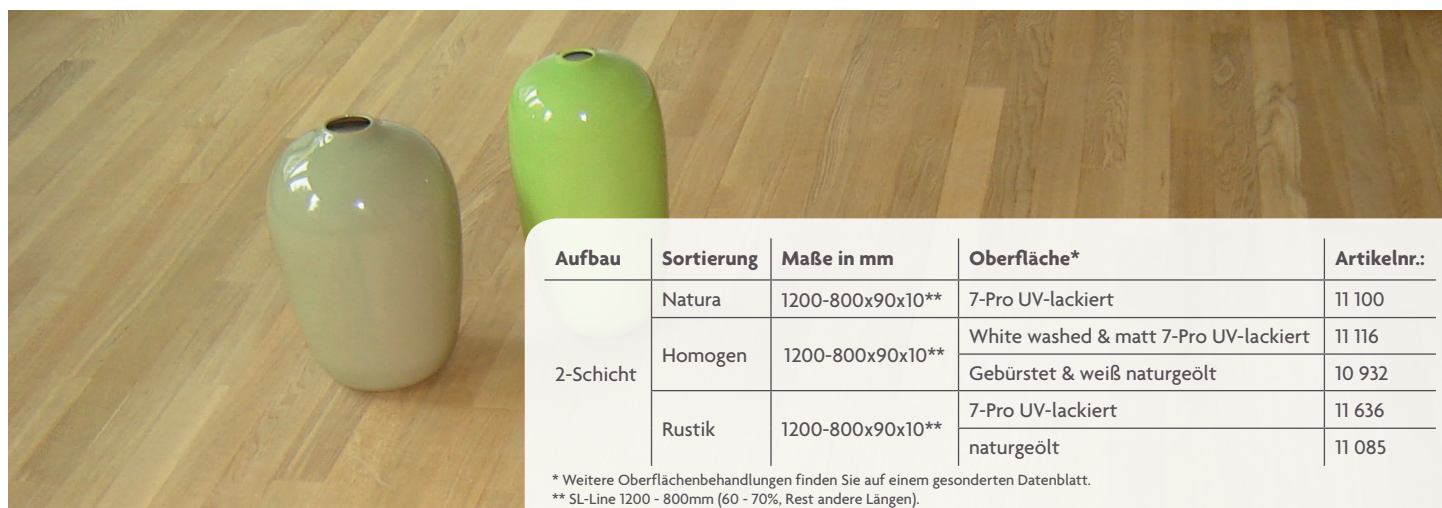 Aufbau Sortierung Maße in mm Oberfläche* Artikelnr.:
Natura 1200-800x90x10** 7-Pro UV-lackiert 11 100
White washed & matt 7-Pro UV-lackiert 11 116
Homogen 1200-800x90x10**
2-Schicht Gebürstet & weiß naturgeölt 10 932
7-Pro UV-lackiert 11 636
Rustik 1200-800x90x10**
naturgeölt 11 085
* Weitere Oberflächenbehandlungen finden Sie auf einem gesonderten Datenblatt.
** SL-Line 1200 - 800mm (60 - 70%, Rest andere Längen).